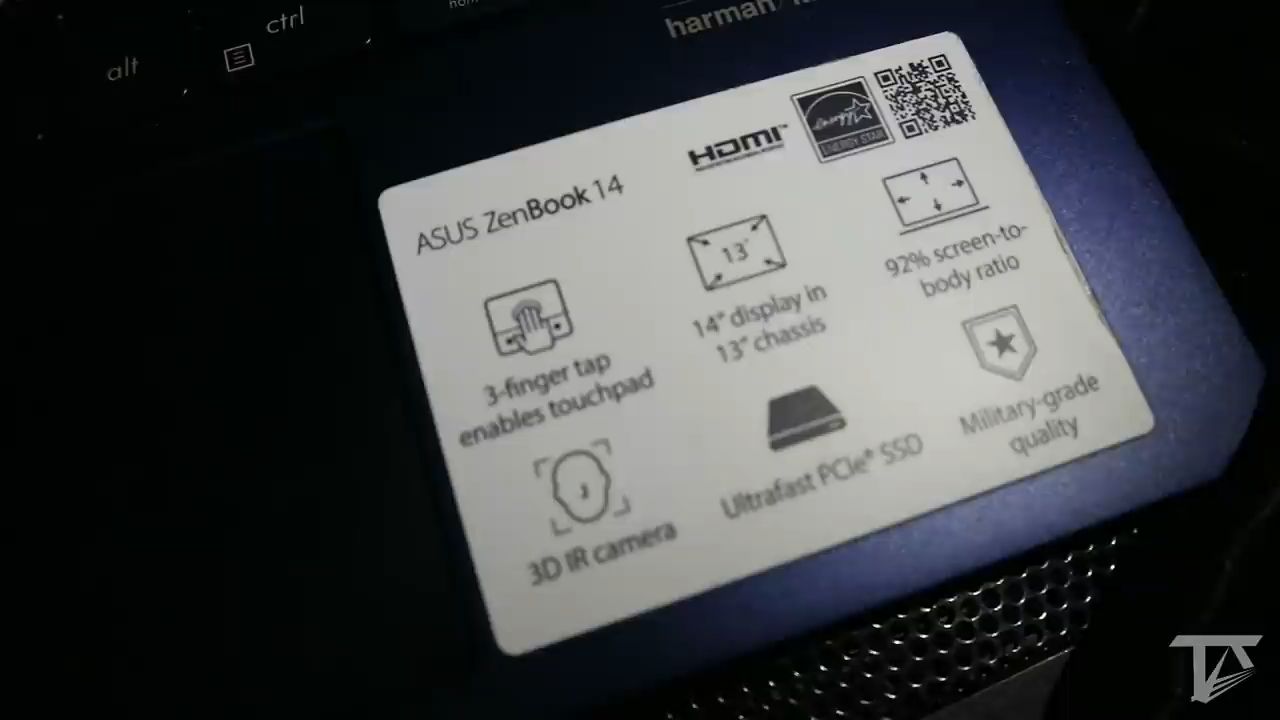 alt
ctrl
harman
HDMI™
ENERGY STAR
ASUS ZenBook 14
3-finger tap
enables touchpad
13"
14" display in
13" chassis
92% screen-to-
body ratio
3D IR camera
Ultrafast PCIe® SSD
Military-grade
quality